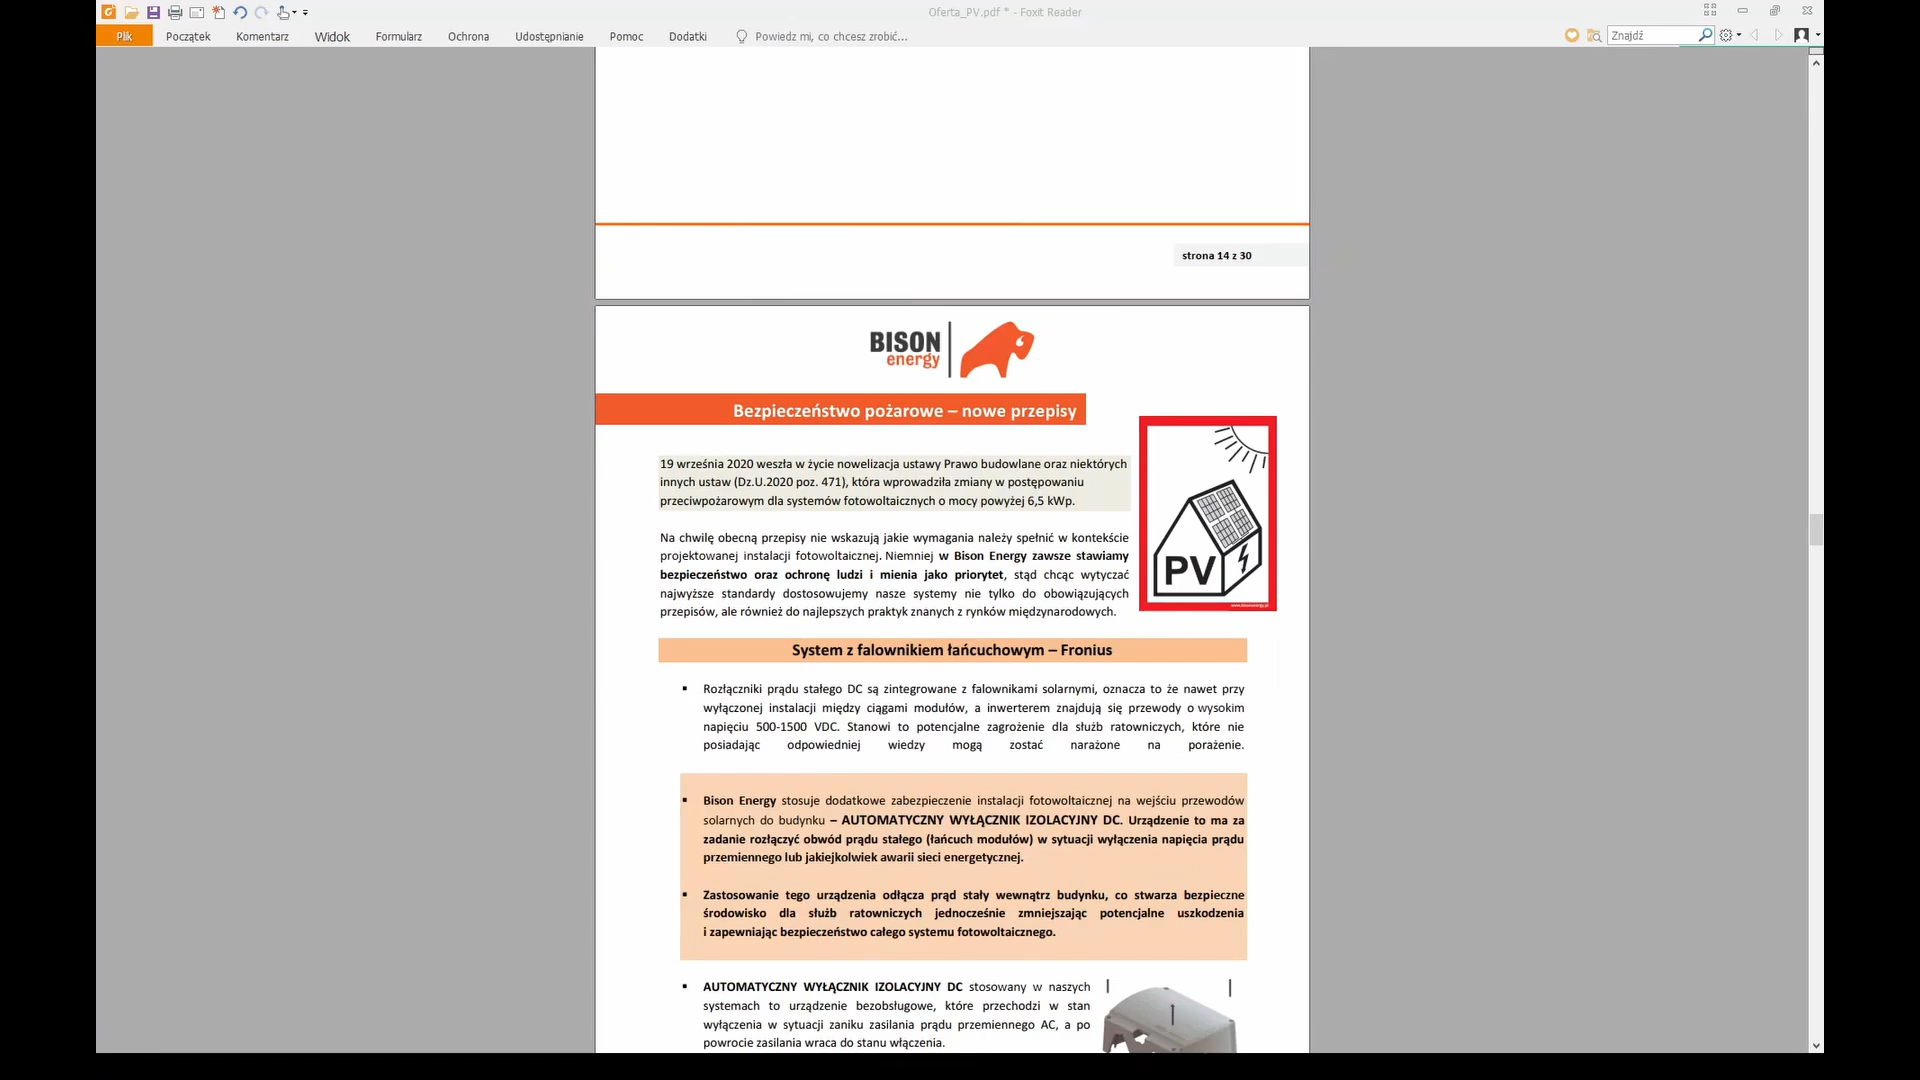 Oferta_PV.pdf * - Foxit Reader
Plik Początek Komentarz Widok Formularz Ochrona Udostępnianie Pomoc Dodatki Powiedz mi, co chcesz zrobić... Znajdź
strona 14 z 30
BISON
energy
Bezpieczeństwo pożarowe – nowe przepisy
19 września 2020 weszła w życie nowelizacja ustawy Prawo budowlane oraz niektórych
innych ustaw (Dz.U.2020 poz. 471), która wprowadziła zmiany w postępowaniu
przeciwpożarowym dla systemów fotowoltaicznych o mocy powyżej 6,5 kWp.
Na chwilę obecną przepisy nie wskazują jakie wymagania należy spełnić w kontekście
projektowanej instalacji fotowoltaicznej. Niemniej w Bison Energy zawsze stawiamy
bezpieczeństwo oraz ochronę ludzi i mienia jako priorytet, stąd chcąc wytyczać
najwyższe standardy dostosowujemy nasze systemy nie tylko do obowiązujących
przepisów, ale również do najlepszych praktyk znanych z rynków międzynarodowych.
PV
System z falownikiem łańcuchowym – Fronius
▪ Rozłączniki prądu stałego DC są zintegrowane z falownikami solarnymi, oznacza to że nawet przy
wyłączonej instalacji między ciągami modułów, a inwerterem znajdują się przewody o wysokim
napięciu 500-1500 VDC. Stanowi to potencjalne zagrożenie dla służb ratowniczych, które nie
posiadając odpowiedniej wiedzy mogą zostać narażone na porażenie.
▪ Bison Energy stosuje dodatkowe zabezpieczenie instalacji fotowoltaicznej na wejściu przewodów
solarnych do budynku – AUTOMATYCZNY WYŁĄCZNIK IZOLACYJNY DC. Urządzenie to ma za
zadanie rozłączyć obwód prądu stałego (łańcuch modułów) w sytuacji wyłączenia napięcia prądu
przemiennego lub jakiejkolwiek awarii sieci energetycznej.
▪ Zastosowanie tego urządzenia odłącza prąd stały wewnątrz budynku, co stwarza bezpieczne
środowisko dla służb ratowniczych jednocześnie zmniejszając potencjalne uszkodzenia
i zapewniając bezpieczeństwo całego systemu fotowoltaicznego.
▪ AUTOMATYCZNY WYŁĄCZNIK IZOLACYJNY DC stosowany w naszych
systemach to urządzenie bezobsługowe, które przechodzi w stan
wyłączenia w sytuacji zaniku zasilania prądu przemiennego AC, a po
powrocie zasilania wraca do stanu włączenia.